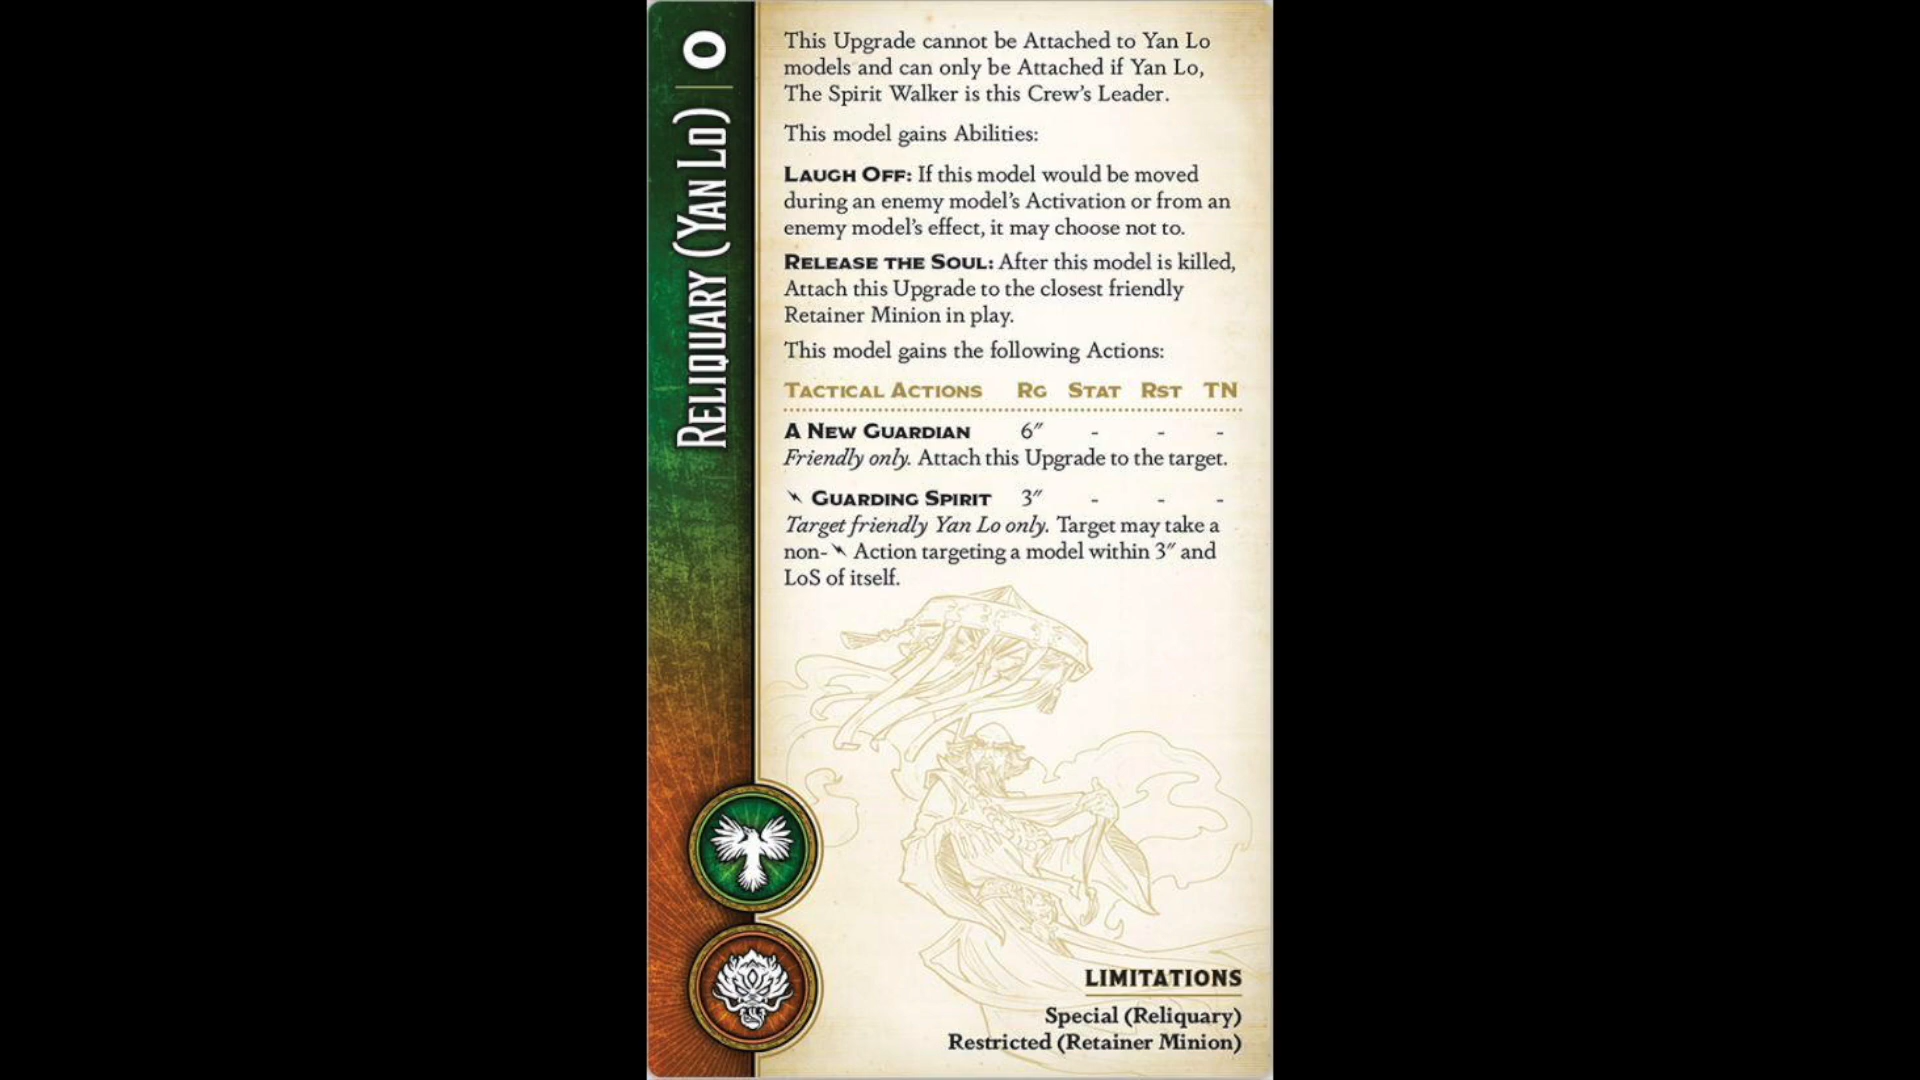 RELIQUARY (YAN LO) | 0
This Upgrade cannot be Attached to Yan Lo
models and can only be Attached if Yan Lo,
The Spirit Walker is this Crew's Leader.
This model gains Abilities:
LAUGH OFF: If this model would be moved
during an enemy model's Activation or from an
enemy model's effect, it may choose not to.
RELEASE THE SOUL: After this model is killed,
Attach this Upgrade to the closest friendly
Retainer Minion in play.
This model gains the following Actions:
TACTICAL ACTIONS RG STAT RST TN
A NEW GUARDIAN 6" - - -
Friendly only. Attach this Upgrade to the target.
GUARDING SPIRIT 3" - - -
Target friendly Yan Lo only. Target may take a
non- Action targeting a model within 3" and
LoS of itself.
LIMITATIONS
Special (Reliquary)
Restricted (Retainer Minion)